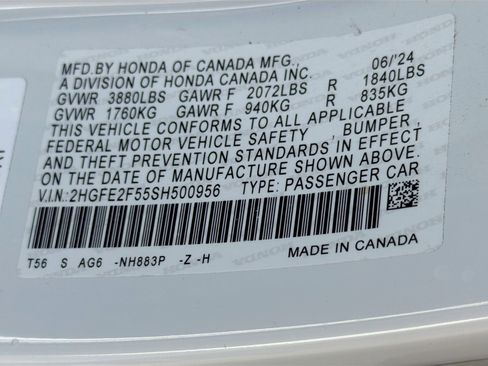 MFD.BY HONDA OF CANADA MFG., 06/'24
A DIVISION OF HONDA CANADA INC.
GVWR 3880LBS GAWR F 2072LBS R 1840LBS
GVWR 1760KG GAWR F 940KG R 835KG
THIS VEHICLE CONFORMS TO ALL APPLICABLE
FEDERAL MOTOR VEHICLE SAFETY , BUMPER,
AND THEFT PREVENTION STANDARDS IN EFFECT
ON THE DATE OF MANUFACTURE SHOWN ABOVE.
V.I.N:2HGFE2F55SH500956 TYPE: PASSENGER CAR
T56 S AG6 -NH883P -Z -H MADE IN CANADA